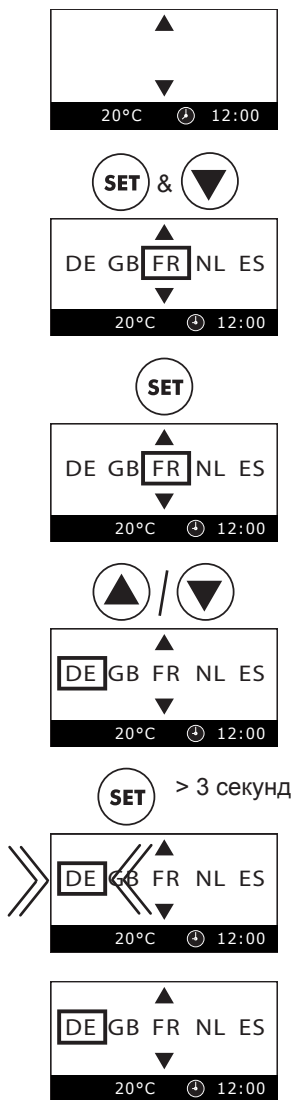 20°C 12:00
SET &
DE GB FR NL ES
20°C 12:00
SET
DE GB FR NL ES
20°C 12:00
/
DE GB FR NL ES
20°C 12:00
SET > 3 секунд
DE GB FR NL ES
20°C 12:00
DE GB FR NL ES
20°C 12:00